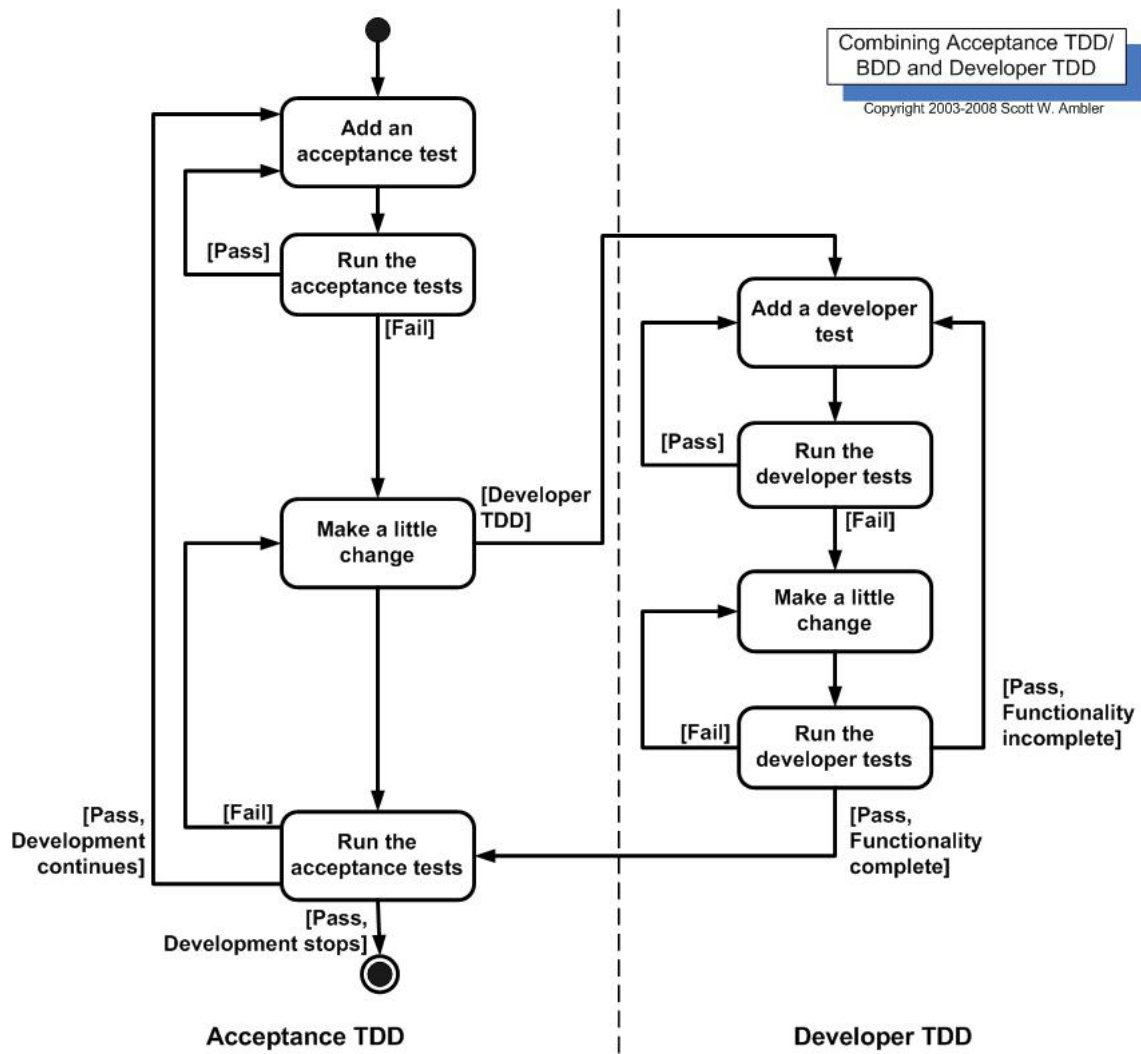 Combining Acceptance TDD/
BDD and Developer TDD
Copyright 2003-2008 Scott W. Ambler
Add an
acceptance test
[Pass]
Run the
acceptance tests
[Fail]
Make a little
change
[Developer
TDD]
[Fail]
[Pass,
Development
continues]
Run the
acceptance tests
[Pass,
Development stops]
Acceptance TDD
Add a developer
test
[Pass]
Run the
developer tests
[Fail]
Make a little
change
[Fail]
Run the
developer tests
[Pass,
Functionality
incomplete]
[Pass,
Functionality
complete]
Developer TDD